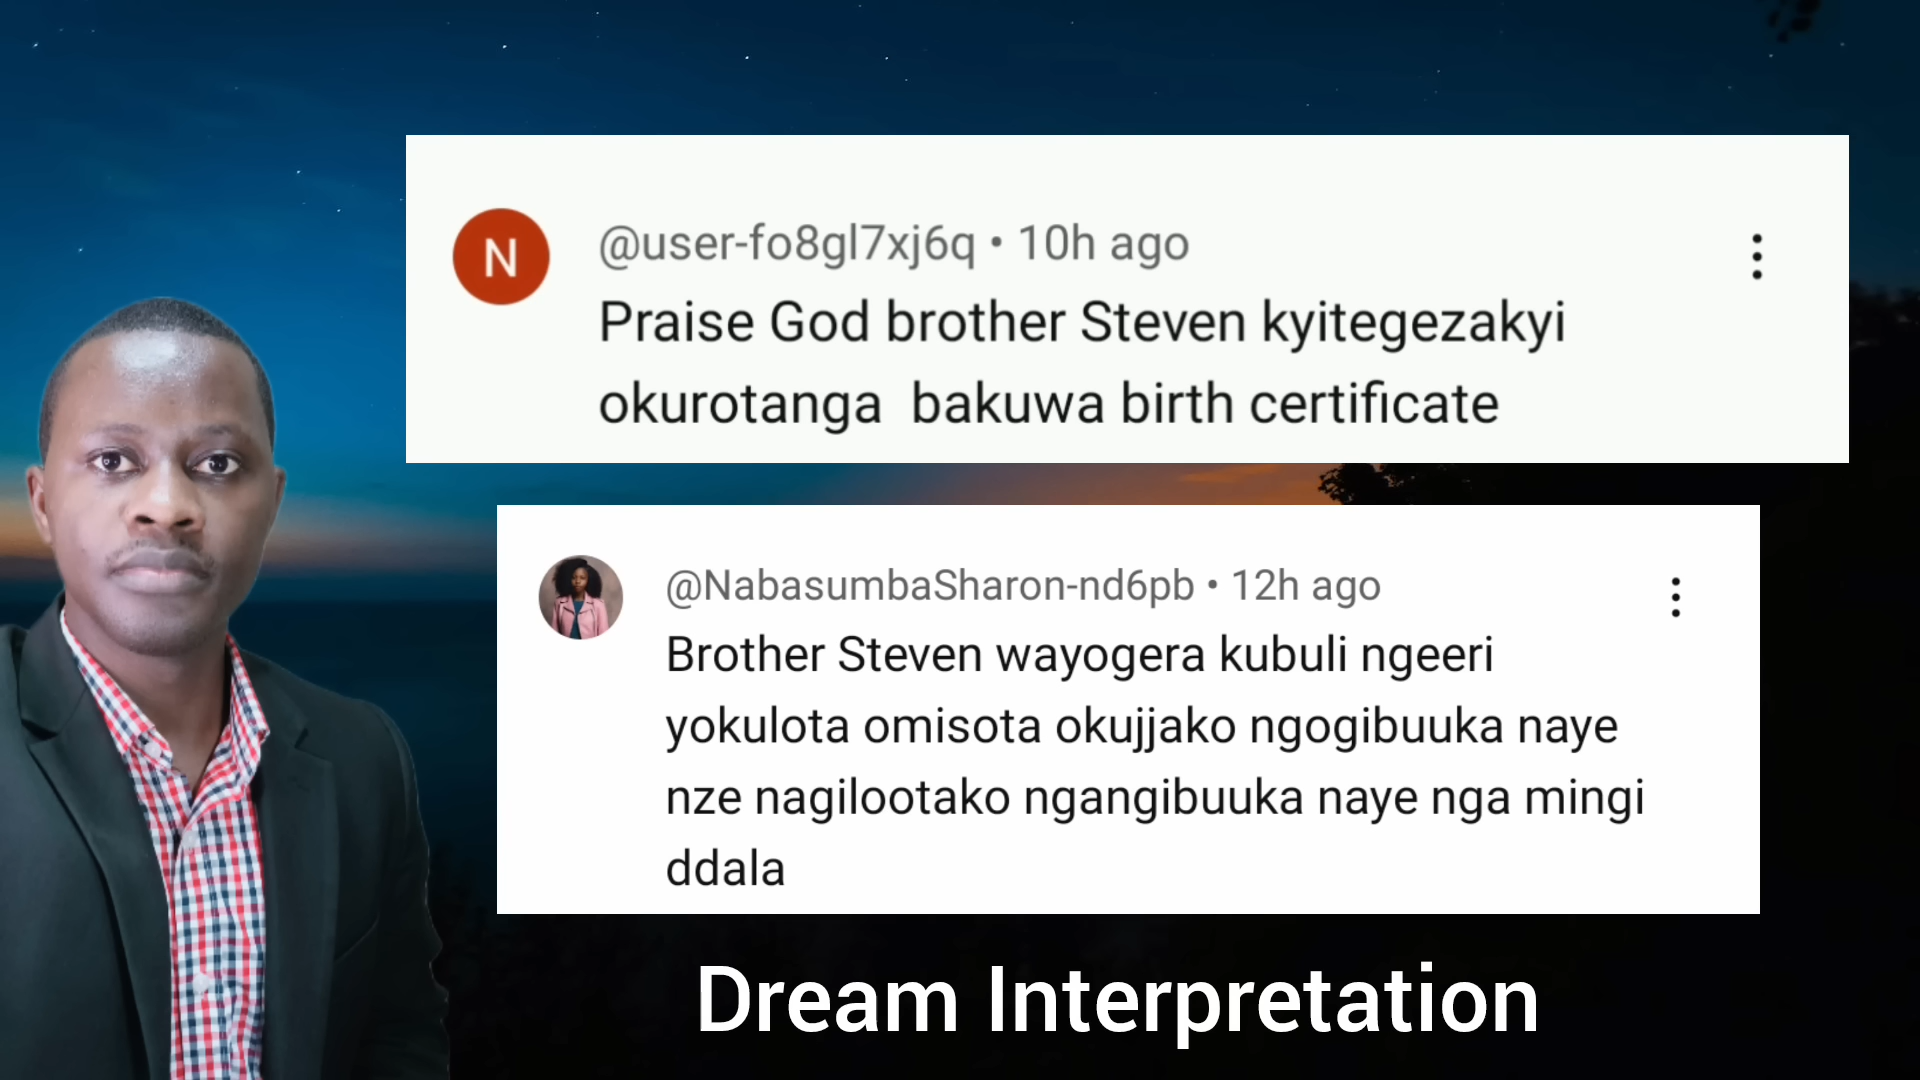 N
@user-fo8gl7xj6q • 10h ago
Praise God brother Steven kyitegezakyi
okurotanga bakuwa birth certificate
@NabasumbaSharon-nd6pb • 12h ago
Brother Steven wayogera kubuli ngeeri
yokulota omisota okujjako ngogibuuka naye
nze nagilootako ngangibuuka naye nga mingi
ddala
Dream Interpretation